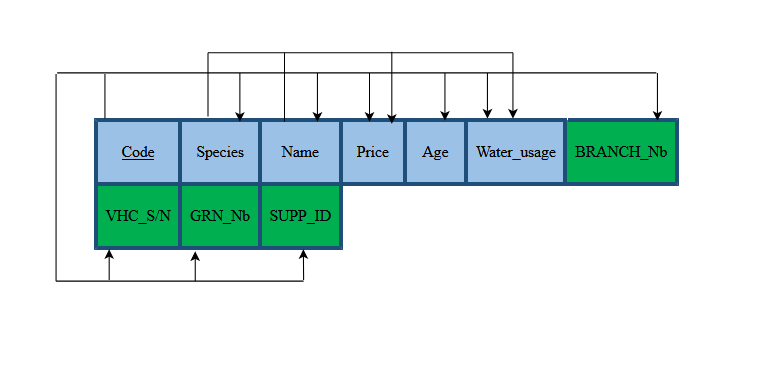 Code Species Name Price Age Water_usage BRANCH_Nb
VHC_S/N GRN_Nb SUPP_ID